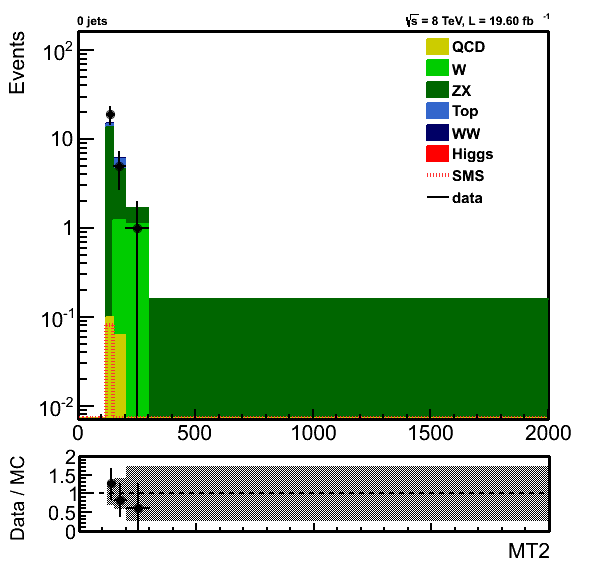 0 jets
√s = 8 TeV, L = 19.60 fb⁻¹
Events
10²
10
1
10⁻¹
10⁻²
QCD
W
ZX
Top
WW
Higgs
SMS
data
0 500 1000 1500 2000
Data / MC
2
1.5
1
0.5
0
MT2